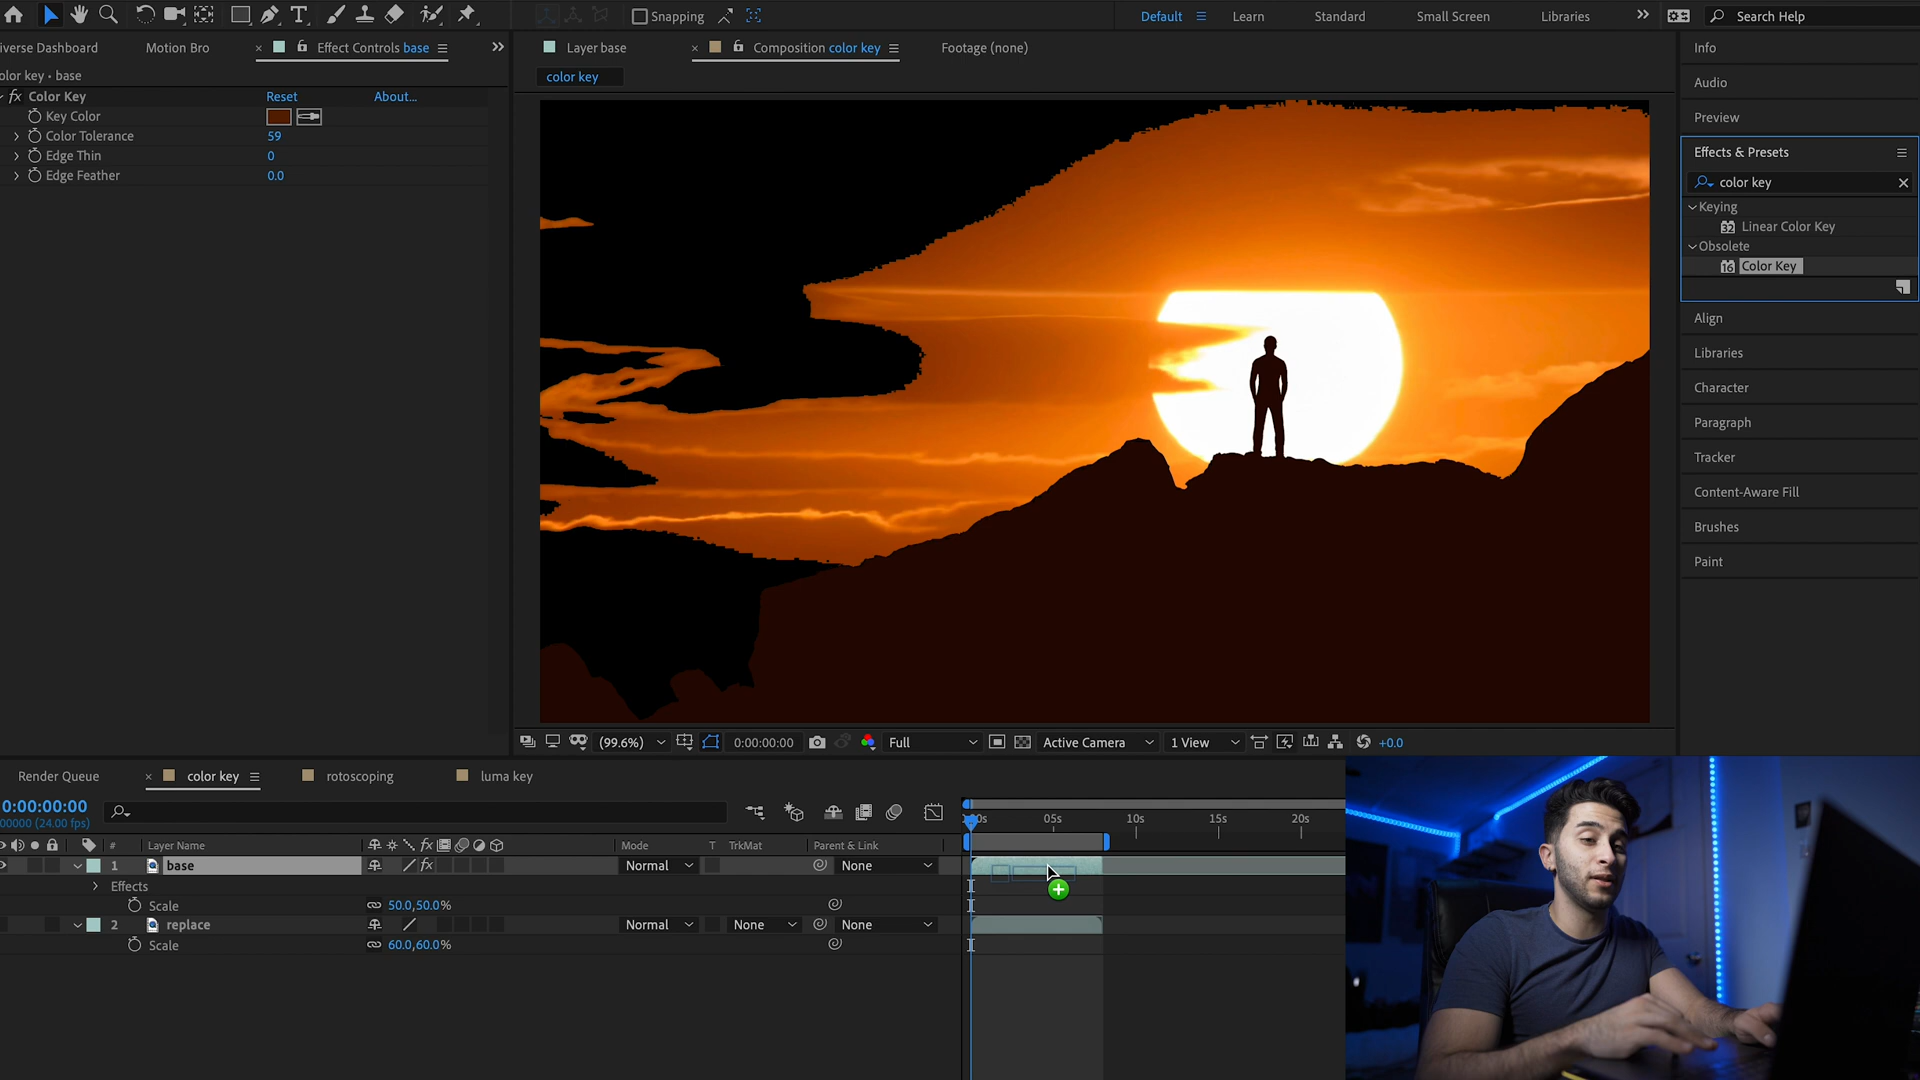 Snapping
Default
Learn
Standard
Small Screen
Libraries
Search Help
iverse Dashboard
Motion Bro
Effect Controls base
Layer base
Composition color key
Footage (none)
Info
olor key • base
color key
Audio
fx Color Key
Reset
About...
Key Color
Color Tolerance
59
Edge Thin
0
Edge Feather
0.0
Preview
Effects & Presets
color key
Keying
32 Linear Color Key
Obsolete
16 Color Key
Align
Libraries
Character
Paragraph
Tracker
Content-Aware Fill
Brushes
Paint
(99.6%)
0:00:00:00
Full
Active Camera
1 View
+0.0
Render Queue
color key
rotoscoping
luma key
0:00:00:00
00000 (24.00 fps)
05s
10s
15s
20s
#
Layer Name
fx
Mode
T
TrkMat
Parent & Link
1
base
fx
Normal
None
Effects
Scale
50.0,50.0%
2
replace
Normal
None
None
Scale
60.0,60.0%